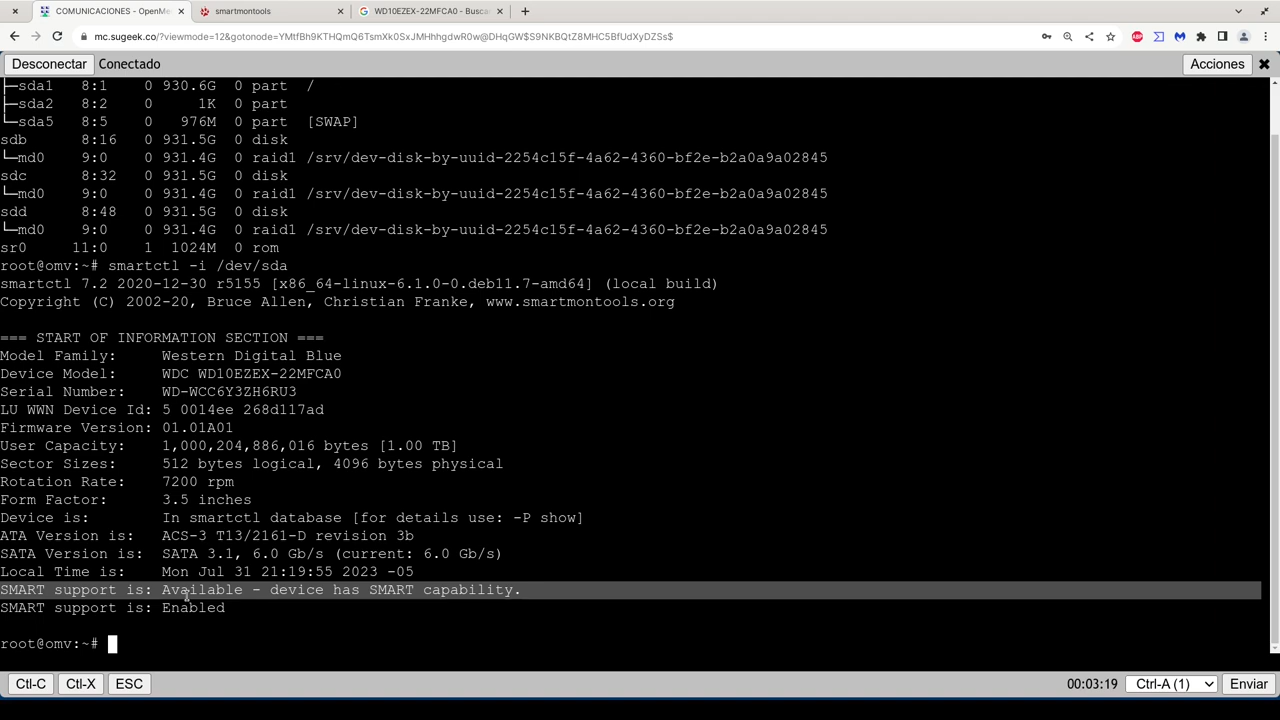 COMUNICACIONES - OpenMe
smartmontools
WD10EZEX-22MFCA0 - Busca
mc.sugeek.co/?viewmode=12&gotonode=YMtfBh9KTHQmQ6TsmXk0SxJMHhhgdwR0w@DHqGW$S9NKBQtZ8MHC5BfUdXyDZSs$
Desconectar Conectado Acciones
├─sda1 8:1 0 930.6G 0 part /
├─sda2 8:2 0 1K 0 part
└─sda5 8:5 0 976M 0 part [SWAP]
sdb 8:16 0 931.5G 0 disk
└─md0 9:0 0 931.4G 0 raid1 /srv/dev-disk-by-uuid-2254c15f-4a62-4360-bf2e-b2a0a9a02845
sdc 8:32 0 931.5G 0 disk
└─md0 9:0 0 931.4G 0 raid1 /srv/dev-disk-by-uuid-2254c15f-4a62-4360-bf2e-b2a0a9a02845
sdd 8:48 0 931.5G 0 disk
└─md0 9:0 0 931.4G 0 raid1 /srv/dev-disk-by-uuid-2254c15f-4a62-4360-bf2e-b2a0a9a02845
sr0 11:0 1 1024M 0 rom
root@omv:~# smartctl -i /dev/sda
smartctl 7.2 2020-12-30 r5155 [x86_64-linux-6.1.0-0.deb11.7-amd64] (local build)
Copyright (C) 2002-20, Bruce Allen, Christian Franke, www.smartmontools.org
=== START OF INFORMATION SECTION ===
Model Family: Western Digital Blue
Device Model: WDC WD10EZEX-22MFCA0
Serial Number: WD-WCC6Y3ZH6RU3
LU WWN Device Id: 5 0014ee 268d117ad
Firmware Version: 01.01A01
User Capacity: 1,000,204,886,016 bytes [1.00 TB]
Sector Sizes: 512 bytes logical, 4096 bytes physical
Rotation Rate: 7200 rpm
Form Factor: 3.5 inches
Device is: In smartctl database [for details use: -P show]
ATA Version is: ACS-3 T13/2161-D revision 3b
SATA Version is: SATA 3.1, 6.0 Gb/s (current: 6.0 Gb/s)
Local Time is: Mon Jul 31 21:19:55 2023 -05
SMART support is: Available - device has SMART capability.
SMART support is: Enabled
root@omv:~#
Ctl-C Ctl-X ESC 00:03:19 Ctrl-A (1) Enviar